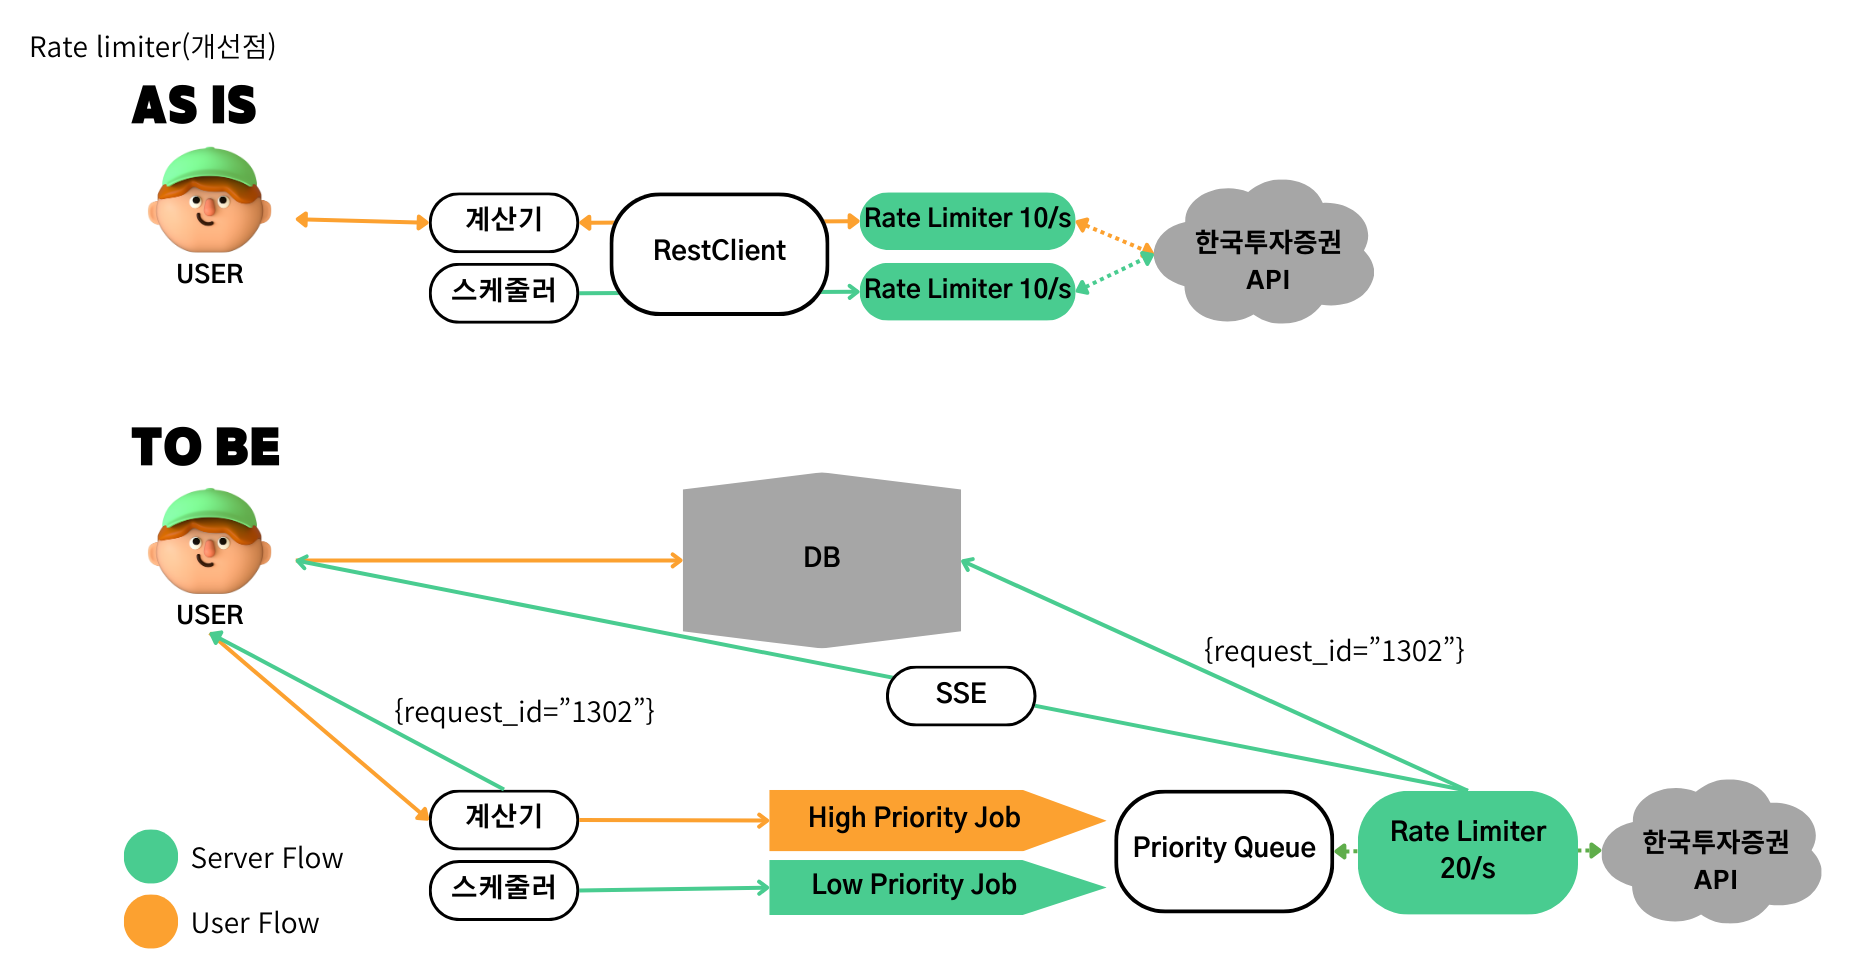 Rate limiter(개선점)
AS IS
USER
계산기
스케줄러
RestClient
Rate Limiter 10/s
Rate Limiter 10/s
한국투자증권
API
TO BE
USER
DB
{request_id=”1302”}
SSE
{request_id=”1302”}
계산기
스케줄러
High Priority Job
Low Priority Job
Priority Queue
Rate Limiter
20/s
한국투자증권
API
Server Flow
User Flow